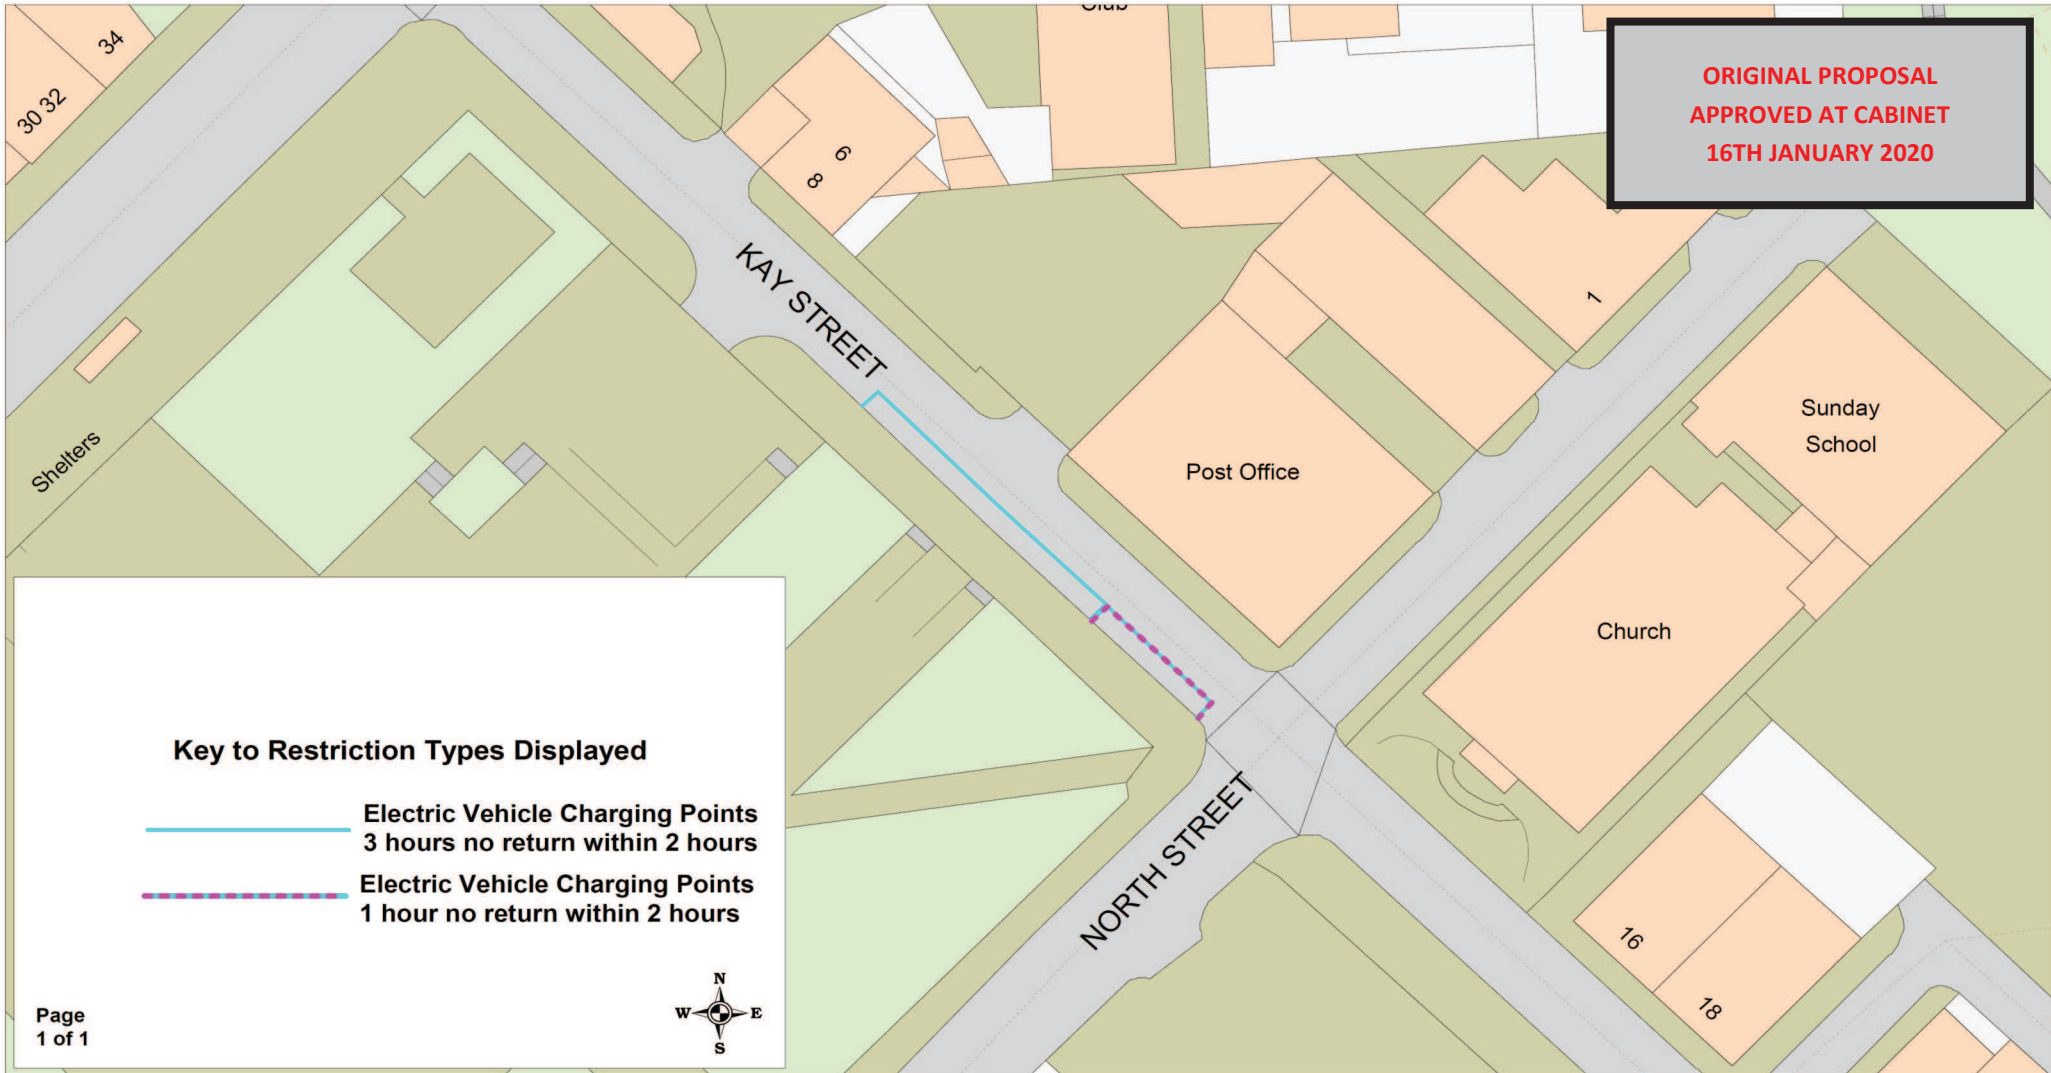 Club
34
30 32
ORIGINAL PROPOSAL
APPROVED AT CABINET
16TH JANUARY 2020
6
8
KAY STREET
1
Sunday
School
Shelters
Post Office
Church
Key to Restriction Types Displayed
Electric Vehicle Charging Points
3 hours no return within 2 hours
Electric Vehicle Charging Points
1 hour no return within 2 hours
NORTH STREET
16
18
N
W E
S
Page
1 of 1